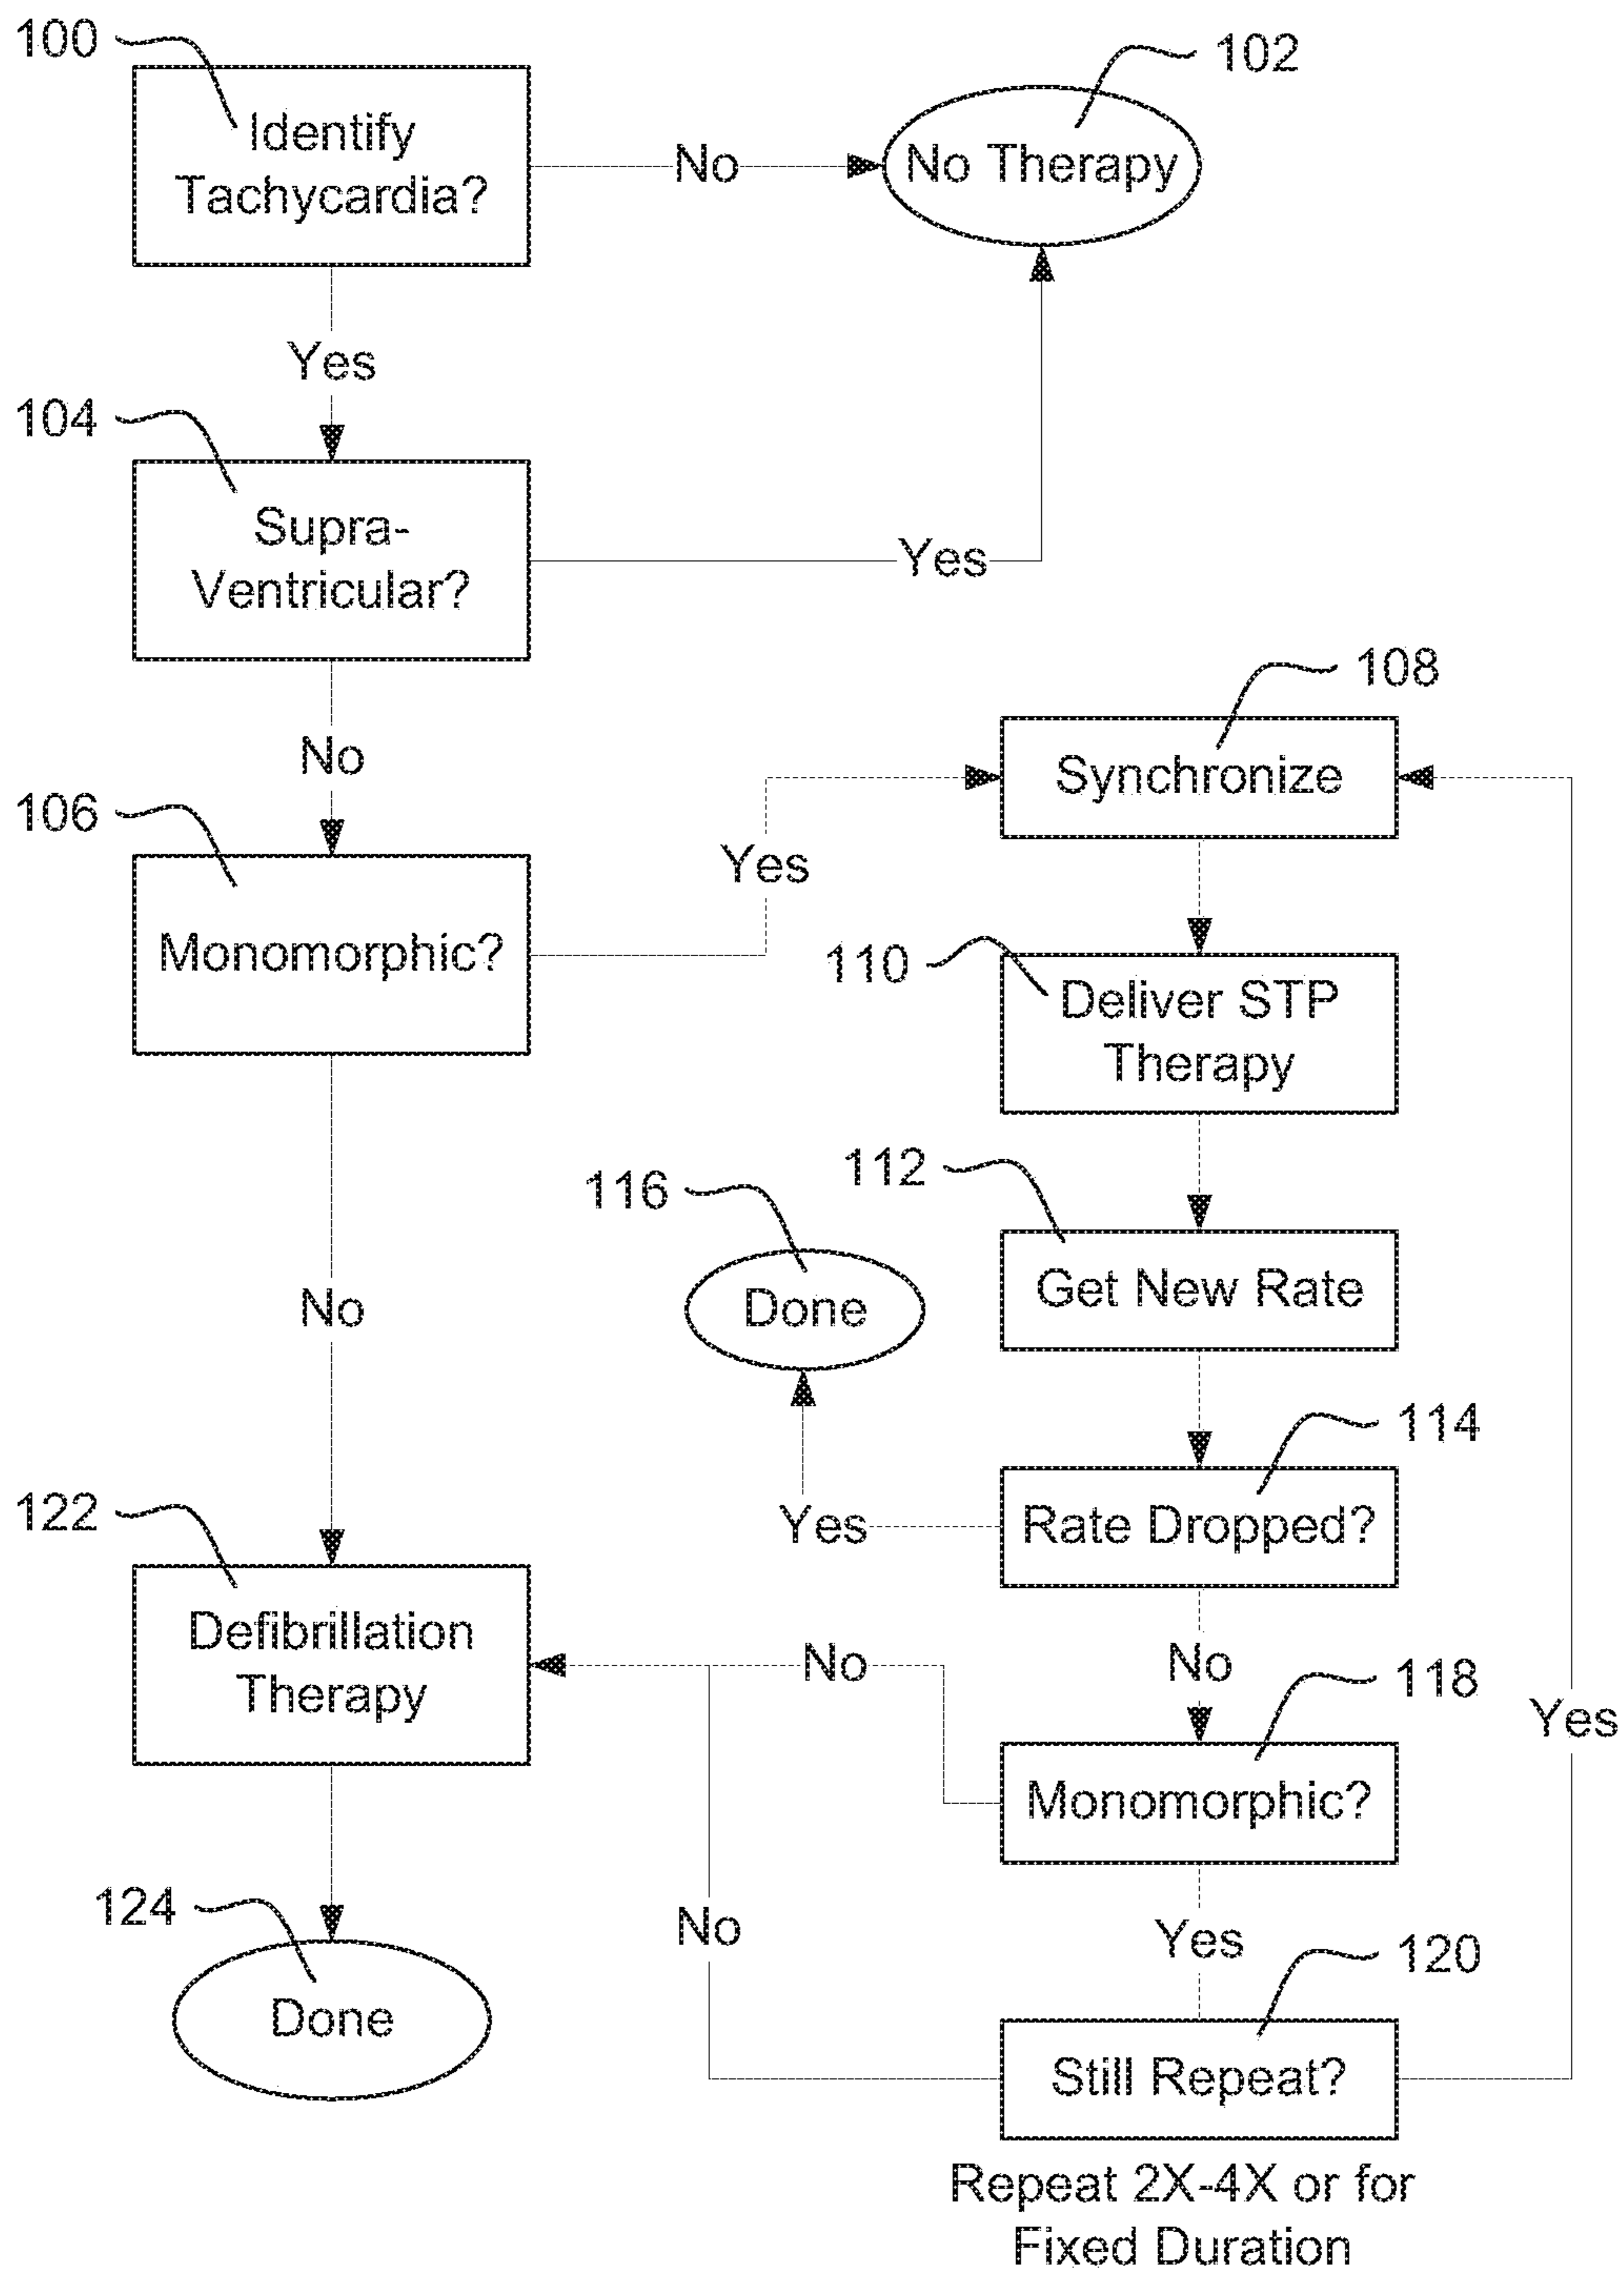 100
102
Identify
Tachycardia?
No
No Therapy
Yes
104
Supra-
Ventricular?
Yes
No
108
Synchronize
106
Yes
Monomorphic?
110
Deliver STP
Therapy
112
116
Get New Rate
Done
No
114
122
Yes
Rate Dropped?
Defibrillation
Therapy
No
No
118
Yes
Monomorphic?
124
No
Yes
120
Done
Still Repeat?
Repeat 2X-4X or for
Fixed Duration